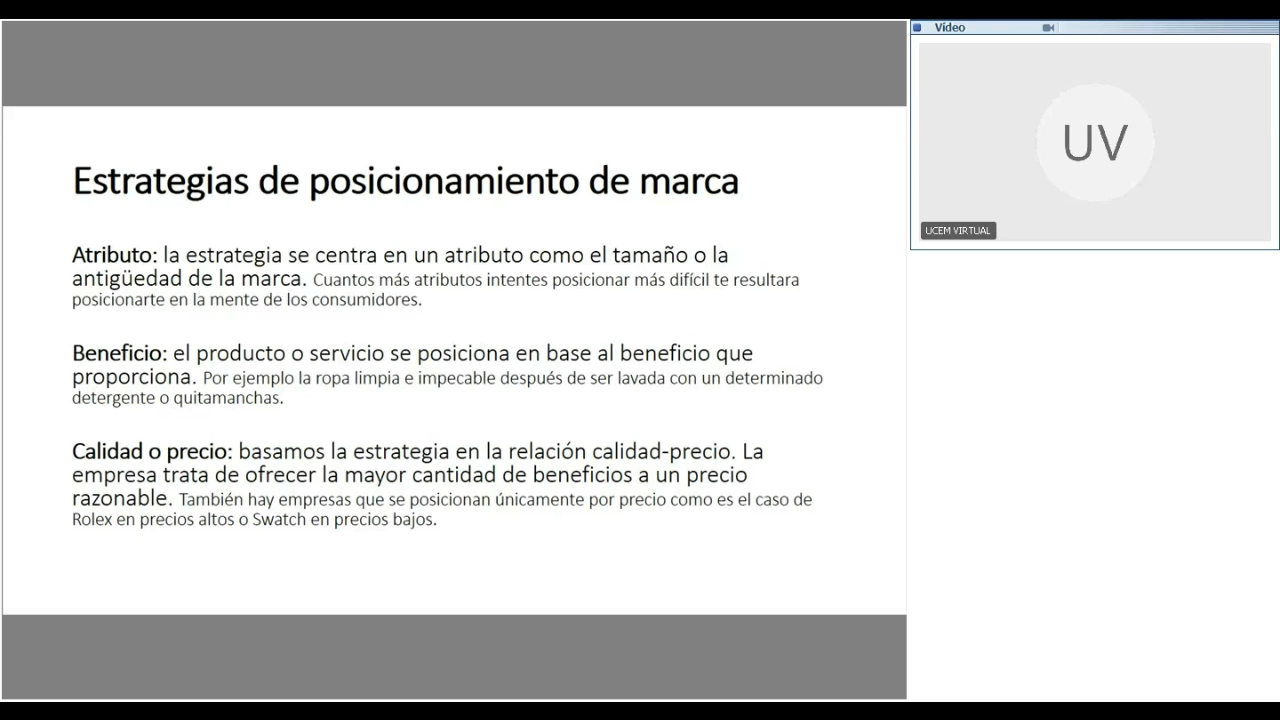 Vídeo
UV
UCEM VIRTUAL
Estrategias de posicionamiento de marca
Atributo: la estrategia se centra en un atributo como el tamaño o la
antigüedad de la marca. Cuantos más atributos intentes posicionar más difícil te resultara
posicionarte en la mente de los consumidores.
Beneficio: el producto o servicio se posiciona en base al beneficio que
proporciona. Por ejemplo la ropa limpia e impecable después de ser lavada con un determinado
detergente o quitamanchas.
Calidad o precio: basamos la estrategia en la relación calidad-precio. La
empresa trata de ofrecer la mayor cantidad de beneficios a un precio
razonable. También hay empresas que se posicionan únicamente por precio como es el caso de
Rolex en precios altos o Swatch en precios bajos.